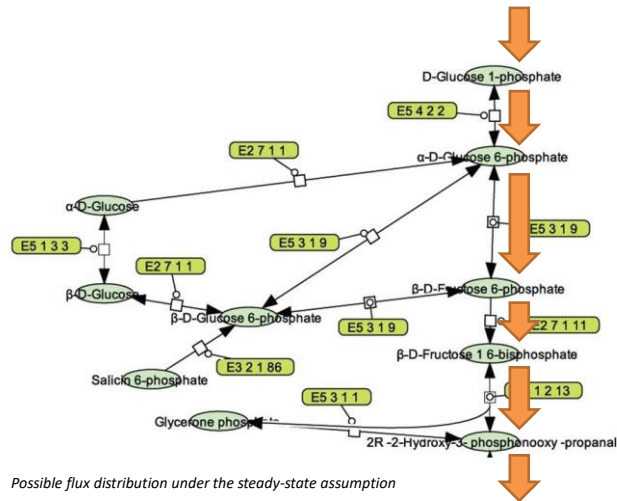 D-Glucose 1-phosphate
E5 4 2 2
E2 7 1 1
α-D-Glucose 6-phosphate
α-D-Glucose
E5 3 1 9
E5 3 1 9
E5 1 3 3
E2 7 1 1
β-D-Glucose
β-D-Fructose 6-phosphate
β-D-Glucose 6-phosphate
E5 3 1 9
E2 7 1 11
β-D-Fructose 1 6-bisphosphate
E3 2 1 86
Salicin 6-phosphate
1 2 13
E5 3 1 1
Glycerone phosphate
2R -2-Hydroxy-3- phosphonooxy -propanal
Possible flux distribution under the steady-state assumption